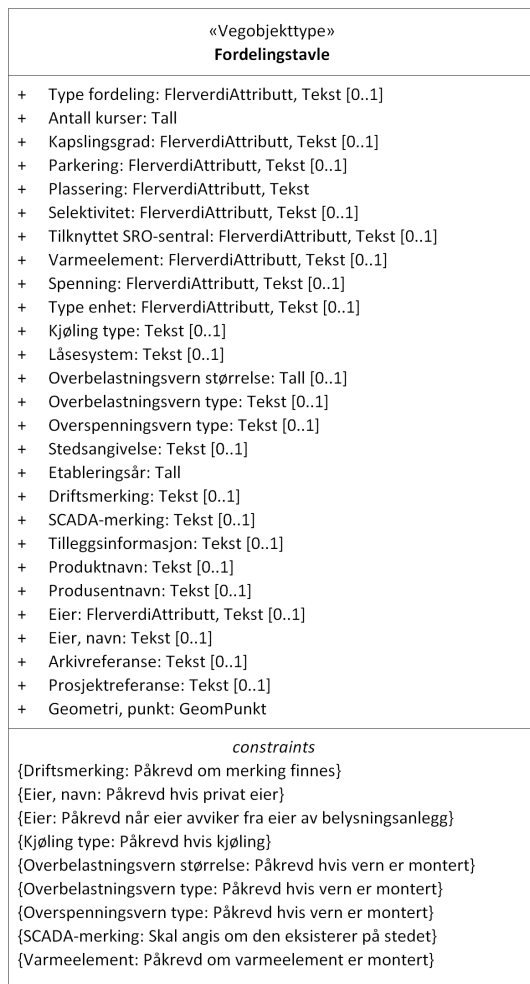 «Vegobjekttype»
Fordelingstavle
+ Type fordeling: FlerverdiAttributt, Tekst [0..1]
+ Antall kurser: Tall
+ Kapslingsgrad: FlerverdiAttributt, Tekst [0..1]
+ Parkering: FlerverdiAttributt, Tekst [0..1]
+ Plassering: FlerverdiAttributt, Tekst
+ Selektivitet: FlerverdiAttributt, Tekst [0..1]
+ Tilknyttet SRO-sentral: FlerverdiAttributt, Tekst [0..1]
+ Varmeelement: FlerverdiAttributt, Tekst [0..1]
+ Spenning: FlerverdiAttributt, Tekst [0..1]
+ Type enhet: FlerverdiAttributt, Tekst [0..1]
+ Kjøling type: Tekst [0..1]
+ Låsesystem: Tekst [0..1]
+ Overbelastningsvern størrelse: Tall [0..1]
+ Overbelastningsvern type: Tekst [0..1]
+ Overspenningsvern type: Tekst [0..1]
+ Stedsangivelse: Tekst [0..1]
+ Etableringsår: Tall
+ Driftsmerking: Tekst [0..1]
+ SCADA-merking: Tekst [0..1]
+ Tilleggsinformasjon: Tekst [0..1]
+ Produktnavn: Tekst [0..1]
+ Produsentnavn: Tekst [0..1]
+ Eier: FlerverdiAttributt, Tekst [0..1]
+ Eier, navn: Tekst [0..1]
+ Arkivreferanse: Tekst [0..1]
+ Prosjektreferanse: Tekst [0..1]
+ Geometri, punkt: GeomPunkt
constraints
{Driftsmerking: Påkrevd om merking finnes}
{Eier, navn: Påkrevd hvis privat eier}
{Eier: Påkrevd når eier avviker fra eier av belysningsanlegg}
{Kjøling type: Påkrevd hvis kjøling}
{Overbelastningsvern størrelse: Påkrevd hvis vern er montert}
{Overbelastningsvern type: Påkrevd hvis vern er montert}
{Overspenningsvern type: Påkrevd hvis vern er montert}
{SCADA-merking: Skal angis om den eksisterer på stedet}
{Varmeelement: Påkrevd om varmeelement er montert}